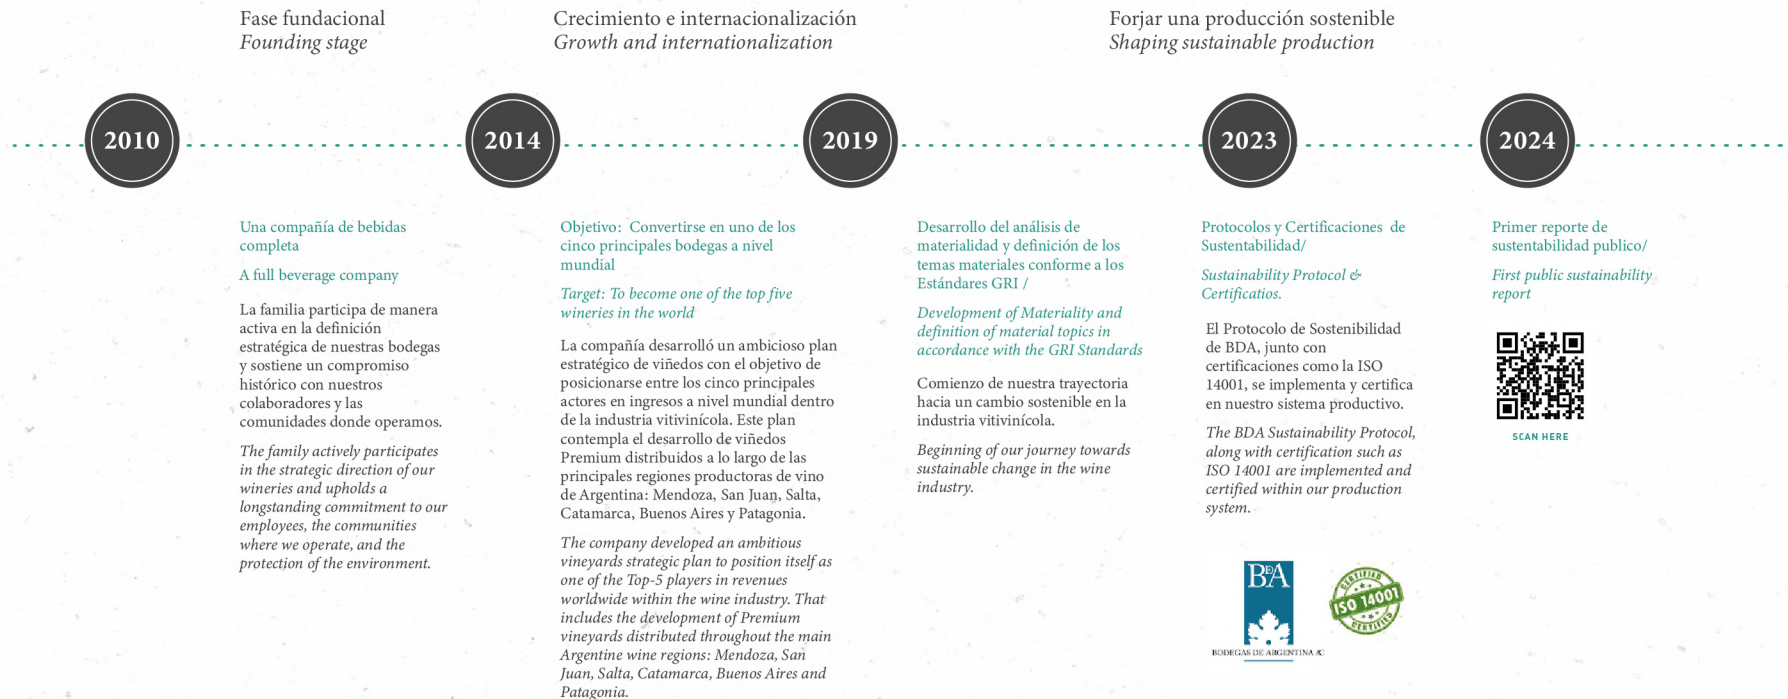 Fase fundacional
Founding stage
Crecimiento e internacionalización
Growth and internationalization
Forjar una producción sostenible
Shaping sustainable production
2010
2014
2019
2023
2024
Una compañía de bebidas
completa
A full beverage company
La familia participa de manera
activa en la definición
estratégica de nuestras bodegas
y sostiene un compromiso
histórico con nuestros
colaboradores y las
comunidades donde operamos.
The family actively participates
in the strategic direction of our
wineries and upholds a
longstanding commitment to our
employees, the communities
where we operate, and the
protection of the environment.
Objetivo: Convertirse en uno de los
cinco principales bodegas a nivel
mundial
Target: To become one of the top five
wineries in the world
La compañía desarrolló un ambicioso plan
estratégico de viñedos con el objetivo de
posicionarse entre los cinco principales
actores en ingresos a nivel mundial dentro
de la industria vitivinícola. Este plan
contempla el desarrollo de viñedos
Premium distribuidos a lo largo de las
principales regiones productoras de vino
de Argentina: Mendoza, San Juan, Salta,
Catamarca, Buenos Aires y Patagonia.
The company developed an ambitious
vineyards strategic plan to position itself as
one of the Top-5 players in revenues
worldwide within the wine industry. That
includes the development of Premium
vineyards distributed throughout the main
Argentine wine regions: Mendoza, San
Juan, Salta, Catamarca, Buenos Aires and
Patagonia.
Desarrollo del análisis de
materialidad y definición de los
temas materiales conforme a los
Estándares GRI /
Development of Materiality and
definition of material topics in
accordance with the GRI Standards
Comienzo de nuestra trayectoria
hacia un cambio sostenible en la
industria vitivinícola.
Beginning of our journey towards
sustainable change in the wine
industry.
Protocolos y Certificaciones de
Sustentabilidad/
Sustainability Protocol &
Certificatios.
El Protocolo de Sostenibilidad
de BDA, junto con
certificaciones como la ISO
14001, se implementa y certifica
en nuestro sistema productivo.
The BDA Sustainability Protocol,
along with certification such as
ISO 14001 are implemented and
certified within our production
system.
BDA
BODEGAS DE ARGENTINA AC
CERTIFIED
ISO 14001
CERTIFIED
Primer reporte de
sustentabilidad publico/
First public sustainability
report
SCAN HERE